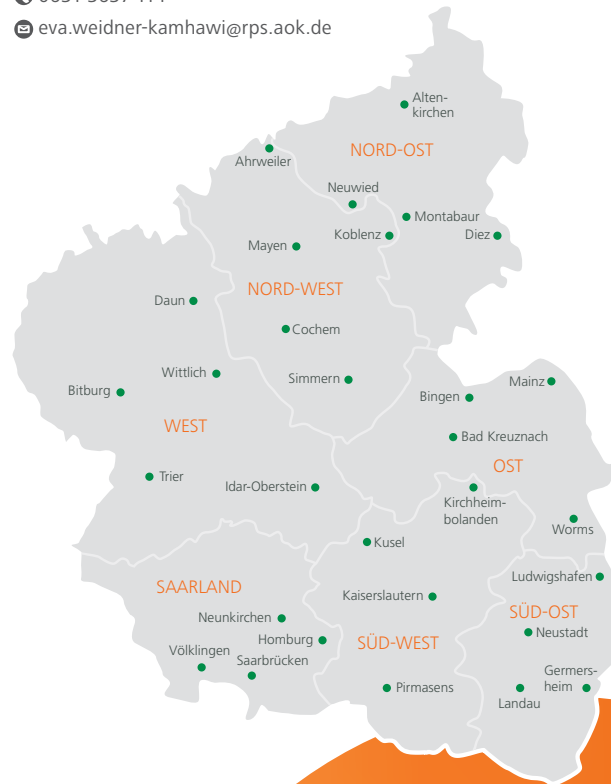 eva.weidner-kamhawi@rps.aok.de
Alten-
kirchen
NORD-OST
Ahrweiler
Neuwied
Montabaur
Koblenz
Diez
Mayen
NORD-WEST
Daun
Cochem
Wittlich
Simmern
Bitburg
Mainz
Bingen
WEST
Bad Kreuznach
OST
Trier
Idar-Oberstein
Kirchheim-
bolanden
Worms
Kusel
Ludwigshafen
SAARLAND
Kaiserslautern
SÜD-OST
Neunkirchen
Neustadt
Homburg
SÜD-WEST
Völklingen
Saarbrücken
Germers-
heim
Pirmasens
Landau